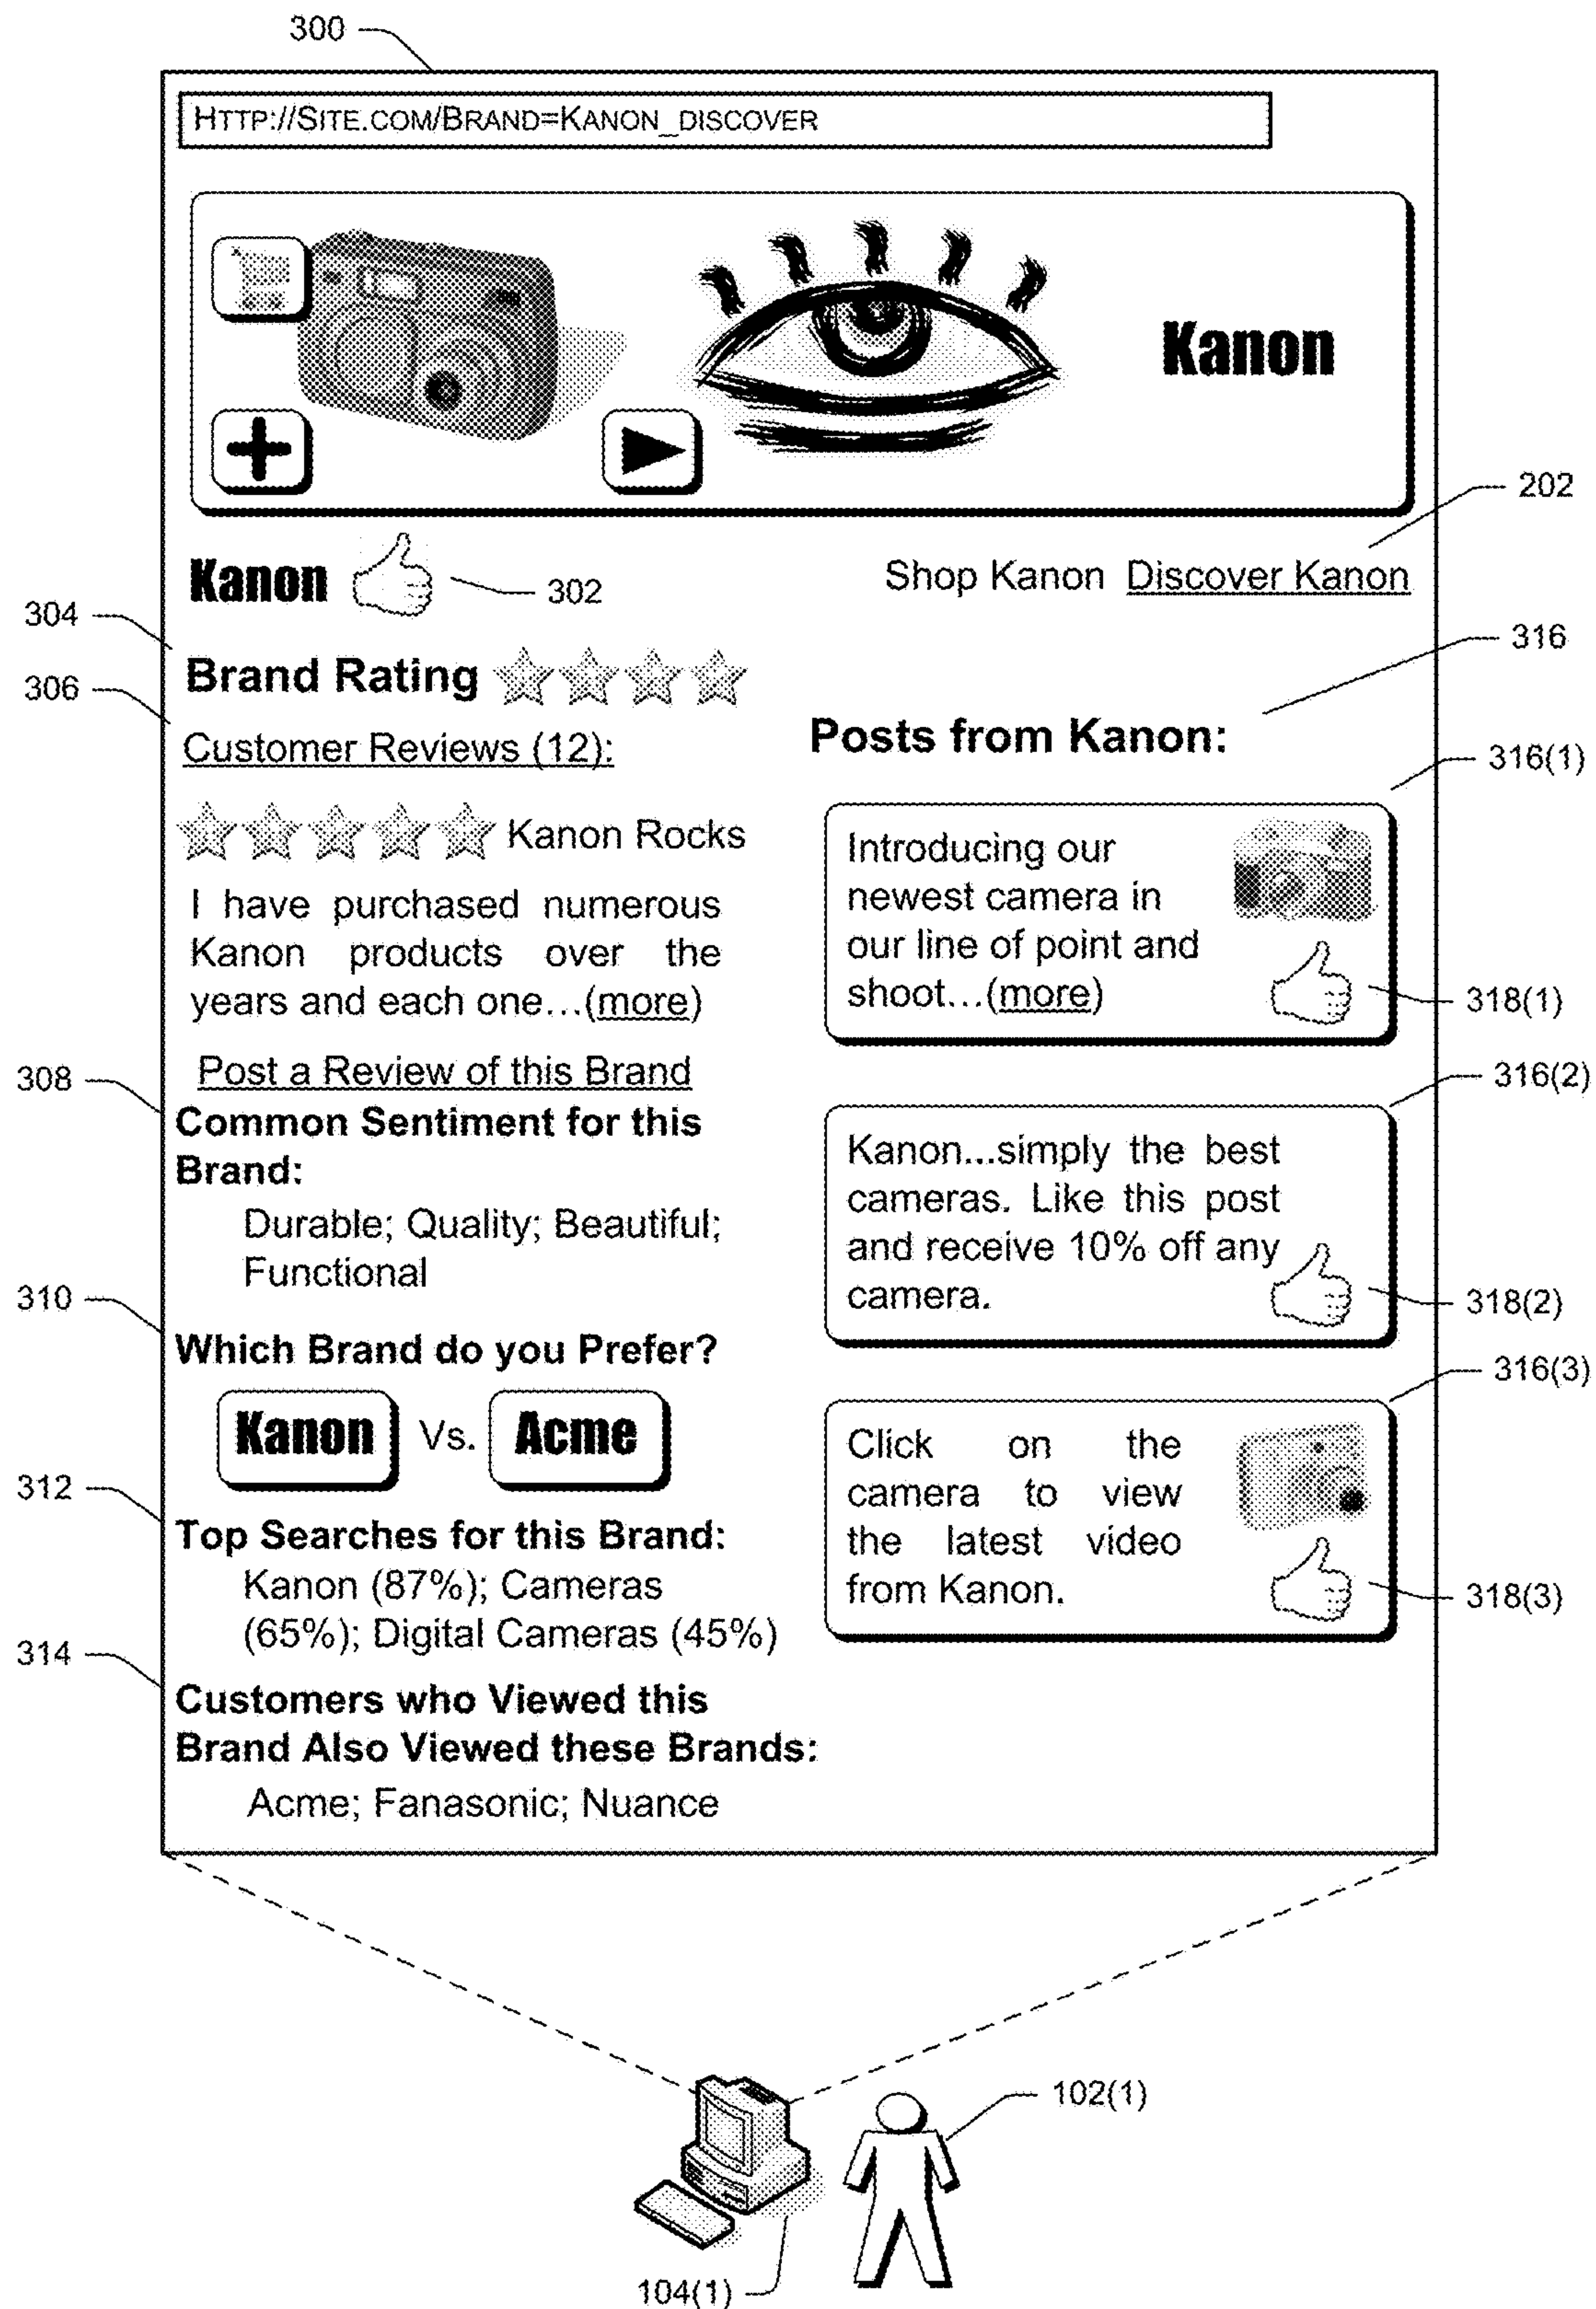 300
HTTP://SITE.COM/BRAND=KANON_DISCOVER
Kanon
202
Kanon
302
Shop Kanon Discover Kanon
304
Brand Rating
316
306
Customer Reviews (12):
Posts from Kanon:
316(1)
Kanon Rocks
I have purchased numerous
Kanon products over the
years and each one...(more)
Introducing our
newest camera in
our line of point and
shoot...(more)
318(1)
Post a Review of this Brand
308
Common Sentiment for this
Brand:
Durable; Quality; Beautiful;
Functional
316(2)
Kanon...simply the best
cameras. Like this post
and receive 10% off any
camera.
318(2)
310
Which Brand do you Prefer?
Kanon Vs. Acme
316(3)
Click on the
camera to view
the latest video
from Kanon.
318(3)
312
Top Searches for this Brand:
Kanon (87%); Cameras
(65%); Digital Cameras (45%)
314
Customers who Viewed this
Brand Also Viewed these Brands:
Acme; Fanasonic; Nuance
102(1)
104(1)